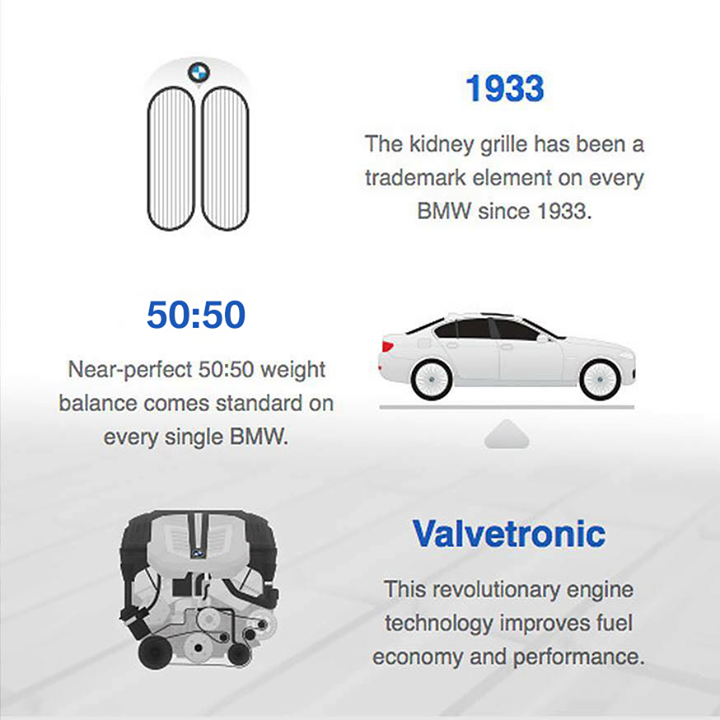 1933
The kidney grille has been a
trademark element on every
BMW since 1933.
50:50
Near-perfect 50:50 weight
balance comes standard on
every single BMW.
Valvetronic
This revolutionary engine
technology improves fuel
economy and performance.